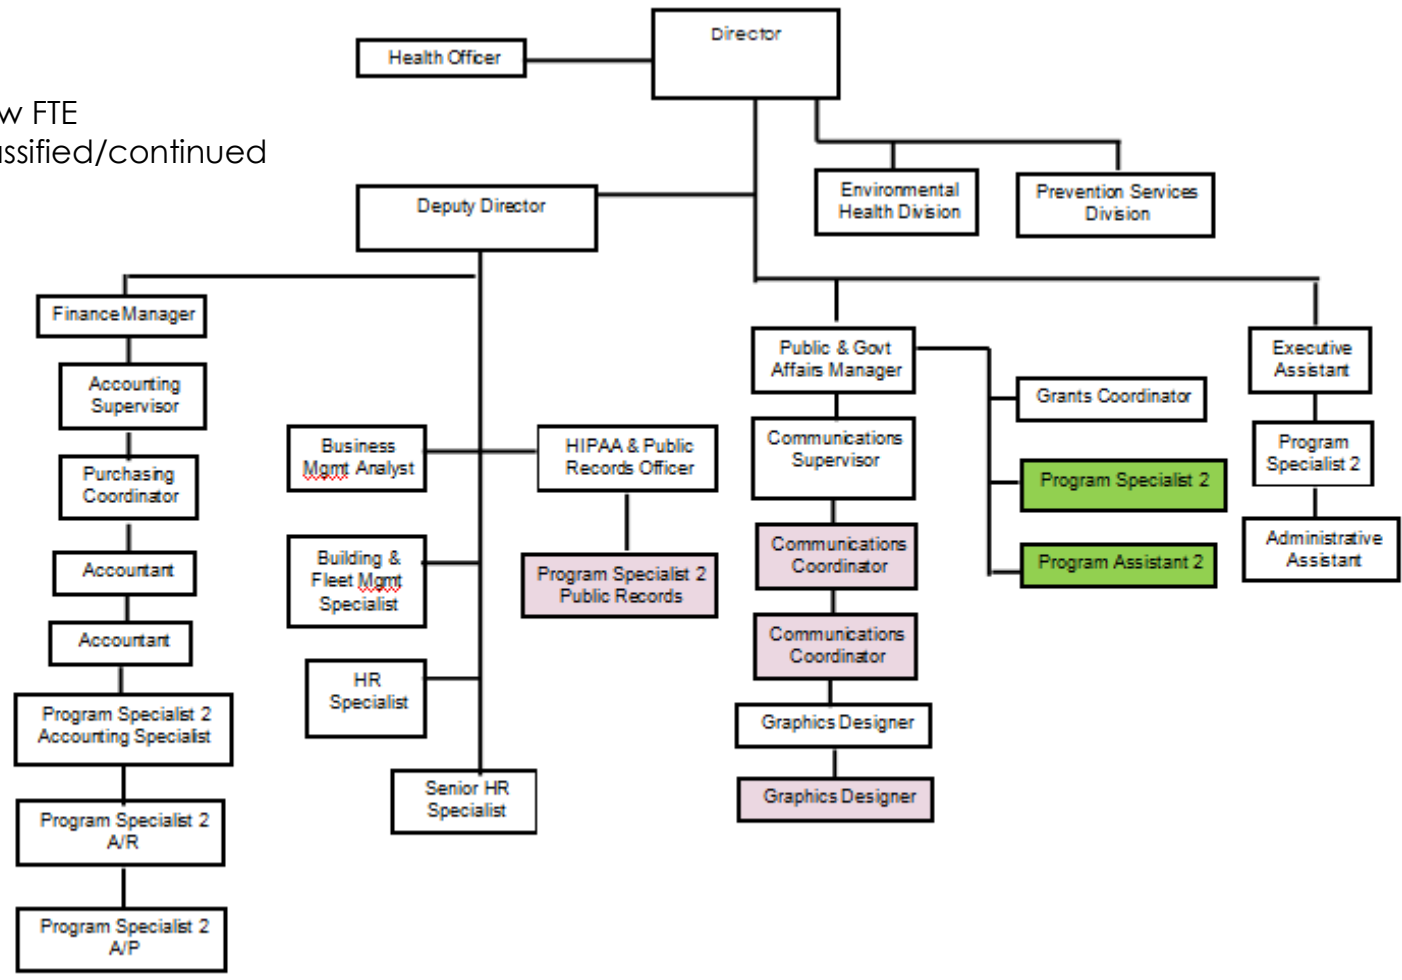 Director
Health Officer
FTE
Environmental
Health Division
Prevention Services
Division
Deputy Director
Finance Manager
Accounting
Supervisor
Purchasing
Coordinator
Accountant
Accountant
Program Specialist 2
Accounting Specialist
Program Specialist 2
A/R
Program Specialist 2
A/P
Business
Mgmt Analyst
Building &
Fleet Mgmt
Specialist
HR
Specialist
Senior HR
Specialist
HIPAA & Public
Records Officer
Program Specialist 2
Public Records
Public & Govt
Affairs Manager
Communications
Supervisor
Communications
Coordinator
Communications
Coordinator
Graphics Designer
Graphics Designer
Grants Coordinator
Program Specialist 2
Program Assistant 2
Executive
Assistant
Program
Specialist 2
Administrative
Assistant